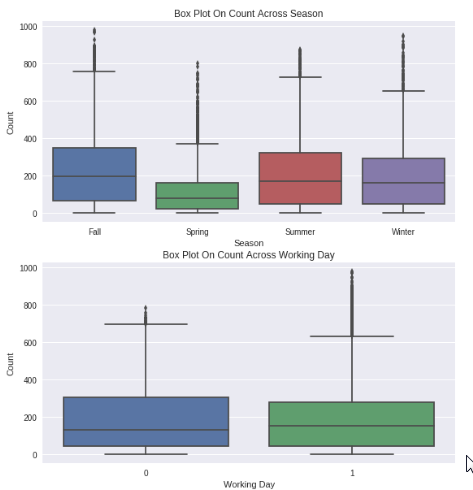 Box Plot On Count Across Season
1000
800
600
400
200
0
Count
Fall Spring Summer Winter
Season
Box Plot On Count Across Working Day
1000
800
600
400
200
0
Count
0 1
Working Day